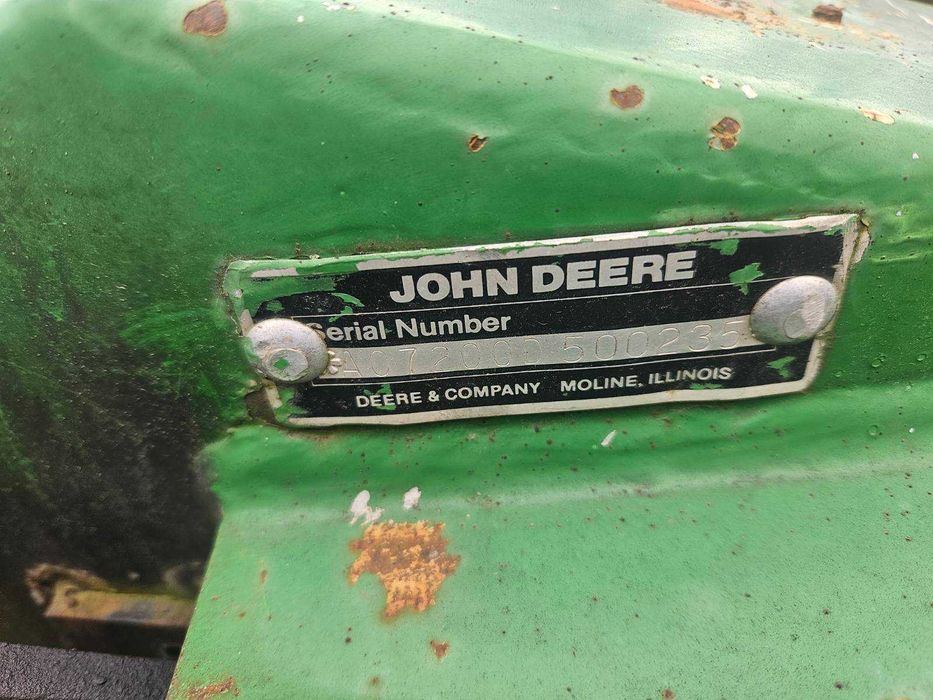 JOHN DEERE
Serial Number
*A07200D500235
DEERE & COMPANY MOLINE, ILLINOIS